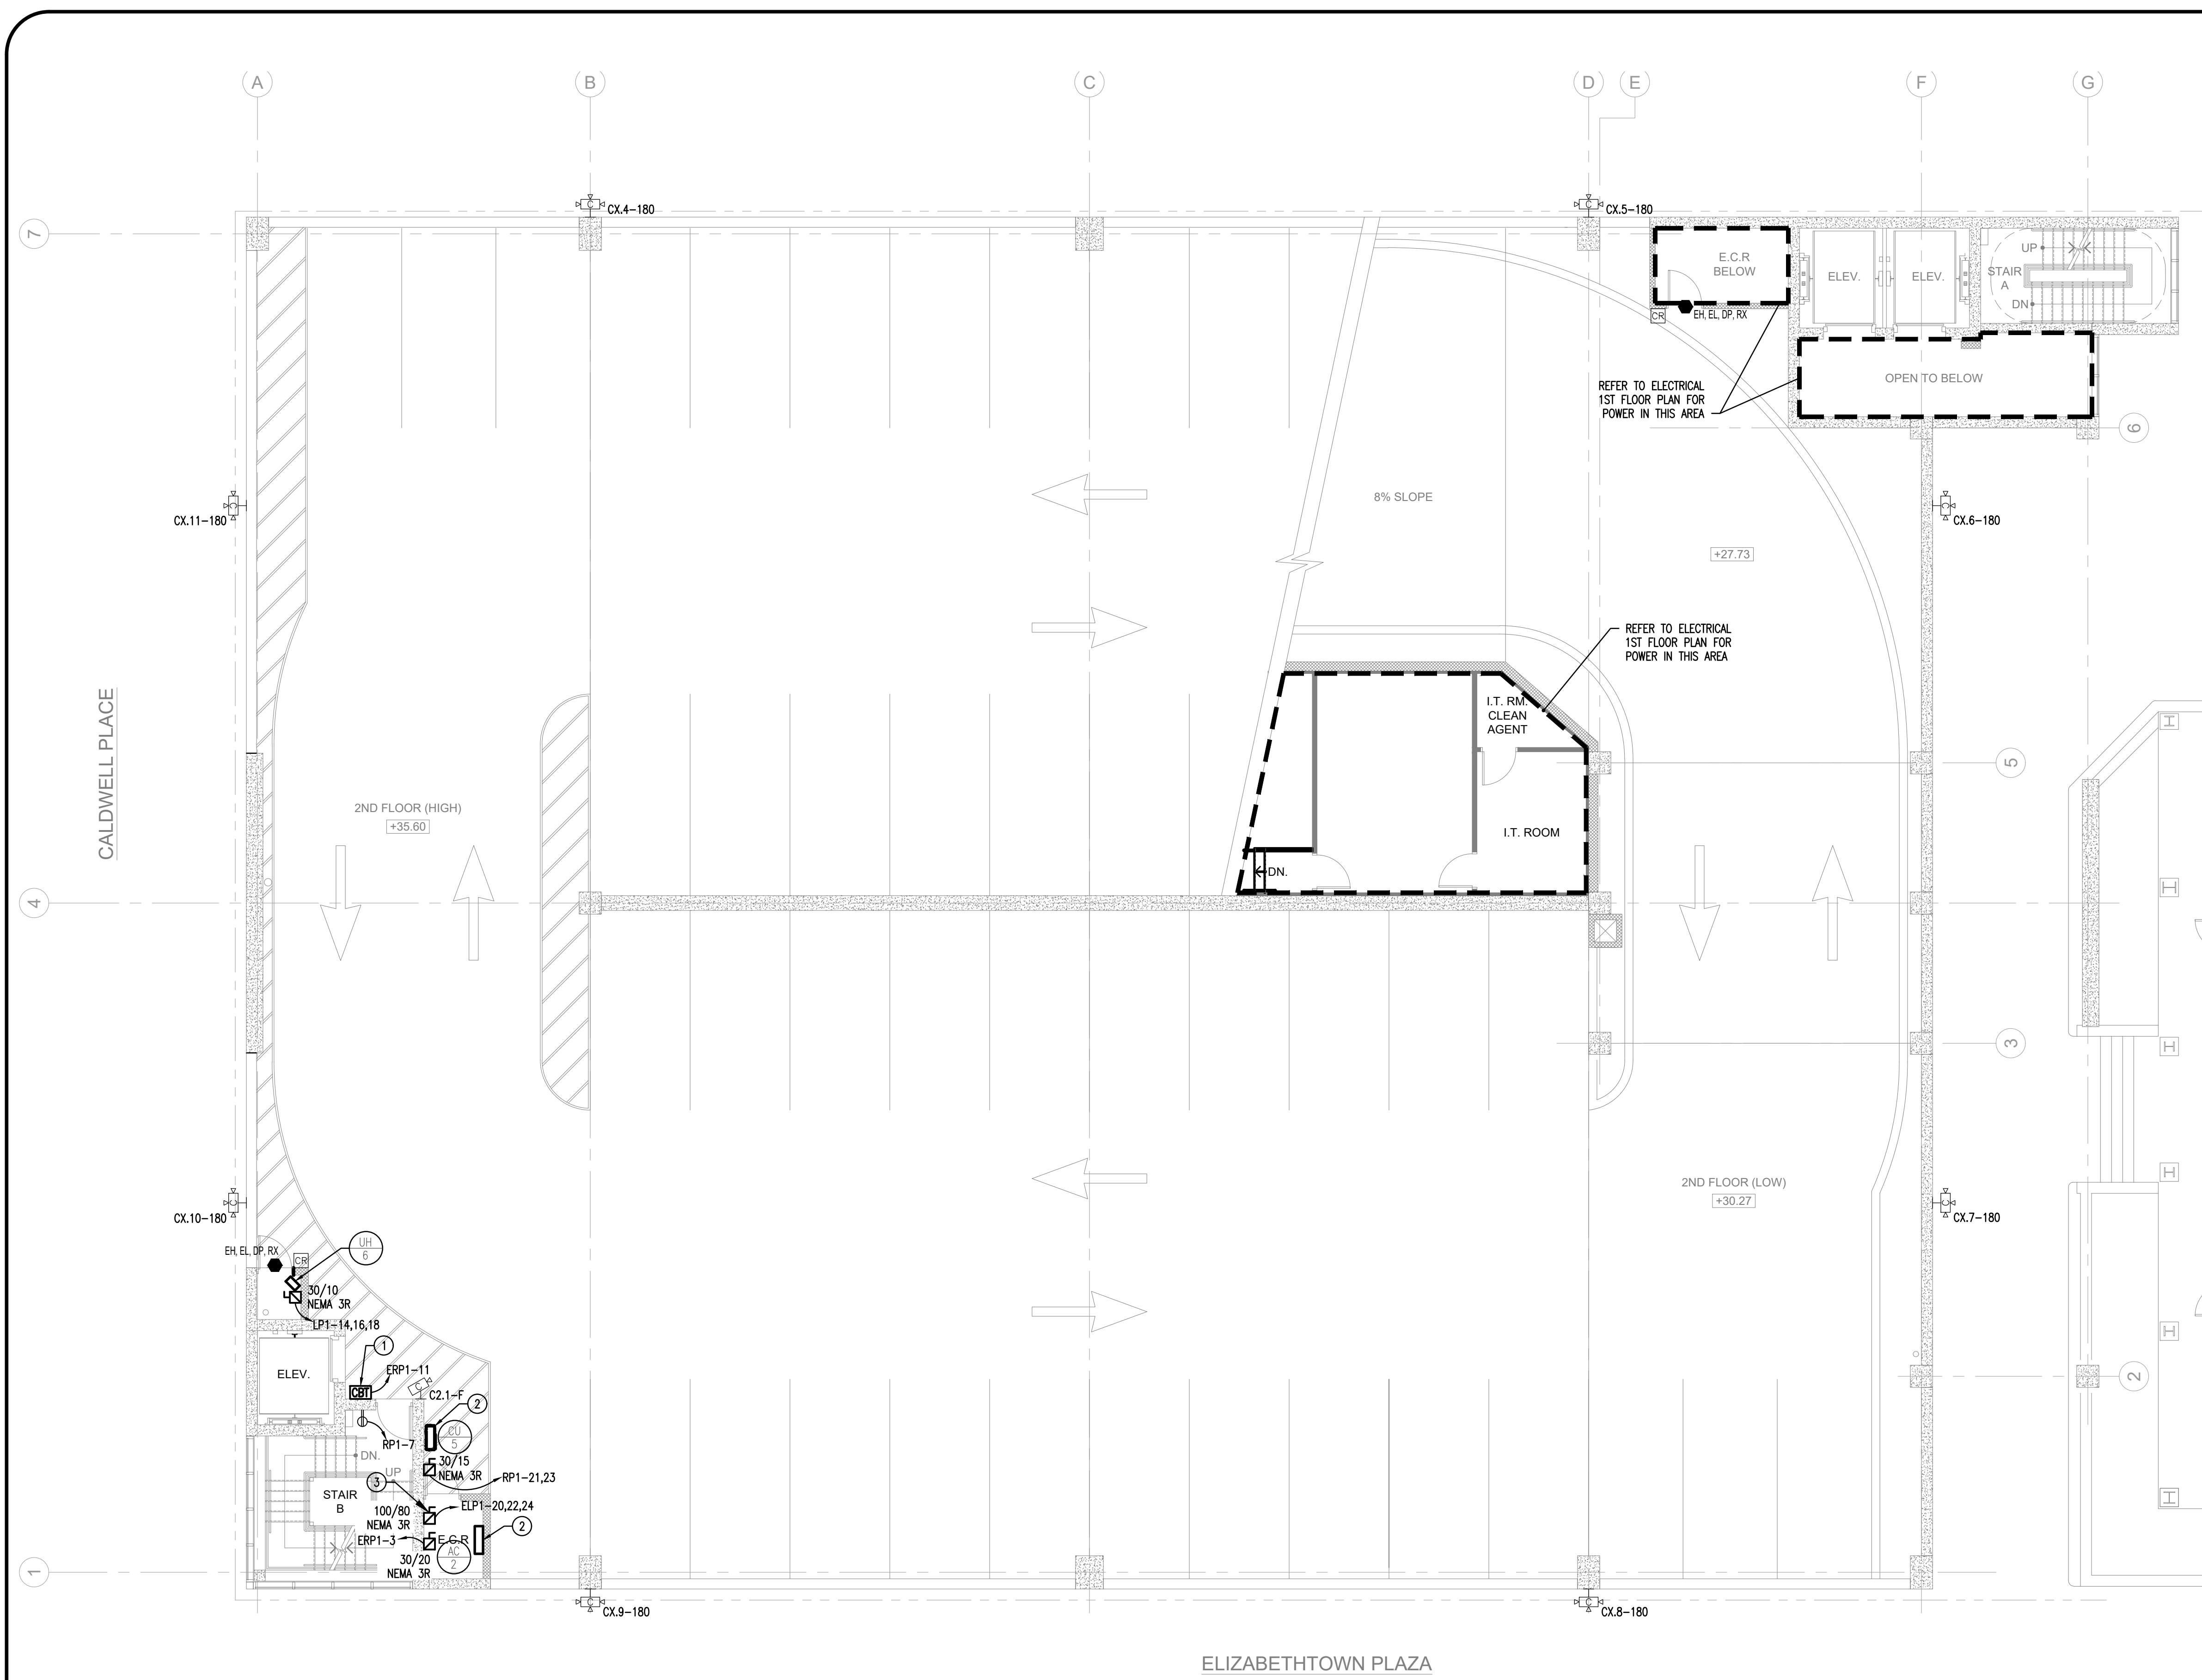 A
B
C
D
E
F
G
C
CX.4-180
C
CX.5-180
7
E.C.R
BELOW
ELEV.
ELEV.
UP
STAIR
A
DN
CR
EH, EL, DP, RX
REFER TO ELECTRICAL
1ST FLOOR PLAN FOR
POWER IN THIS AREA
OPEN TO BELOW
6
C
CX.11-180
8% SLOPE
C
CX.6-180
+27.73
REFER TO ELECTRICAL
1ST FLOOR PLAN FOR
POWER IN THIS AREA
CALDWELL PLACE
I.T. RM.
CLEAN
AGENT
5
2ND FLOOR (HIGH)
+35.60
I.T. ROOM
DN.
4
3
2ND FLOOR (LOW)
+30.27
C
CX.10-180
C
CX.7-180
EH, EL, DP, RX
CR
UH
6
30/10
NEMA 3R
LP1-14,16,18
1
ELEV.
ERP1-11
CBT
C
C2.1-F
2
2
CU
5
RP1-7
DN.
30/15
NEMA 3R
UP
RP1-21,23
3
STAIR
B
ELP1-20,22,24
100/80
NEMA 3R
2
ERP1-3
E.C.R
AC
2
30/20
NEMA 3R
1
C
CX.9-180
C
CX.8-180
ELIZABETHTOWN PLAZA